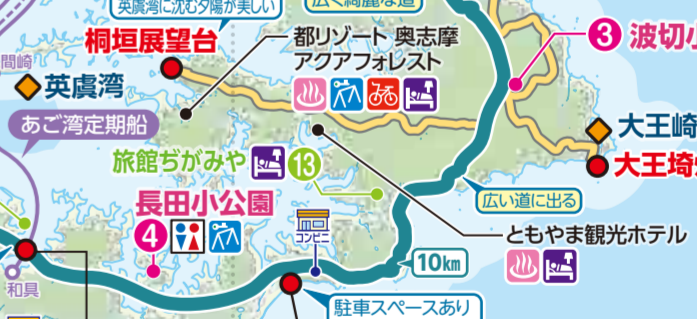 英虞湾に沈む夕陽が美しい
広く綺麗な道
桐垣展望台
都リゾート 奥志摩
アクアフォレスト
3 波切小
間崎
英虞湾
あご湾定期船
大王崎
大王埼
旅館ぢがみや
13
広い道に出る
長田小公園
4
コンビニ
ともやま観光ホテル
10km
和具
駐車スペースあり